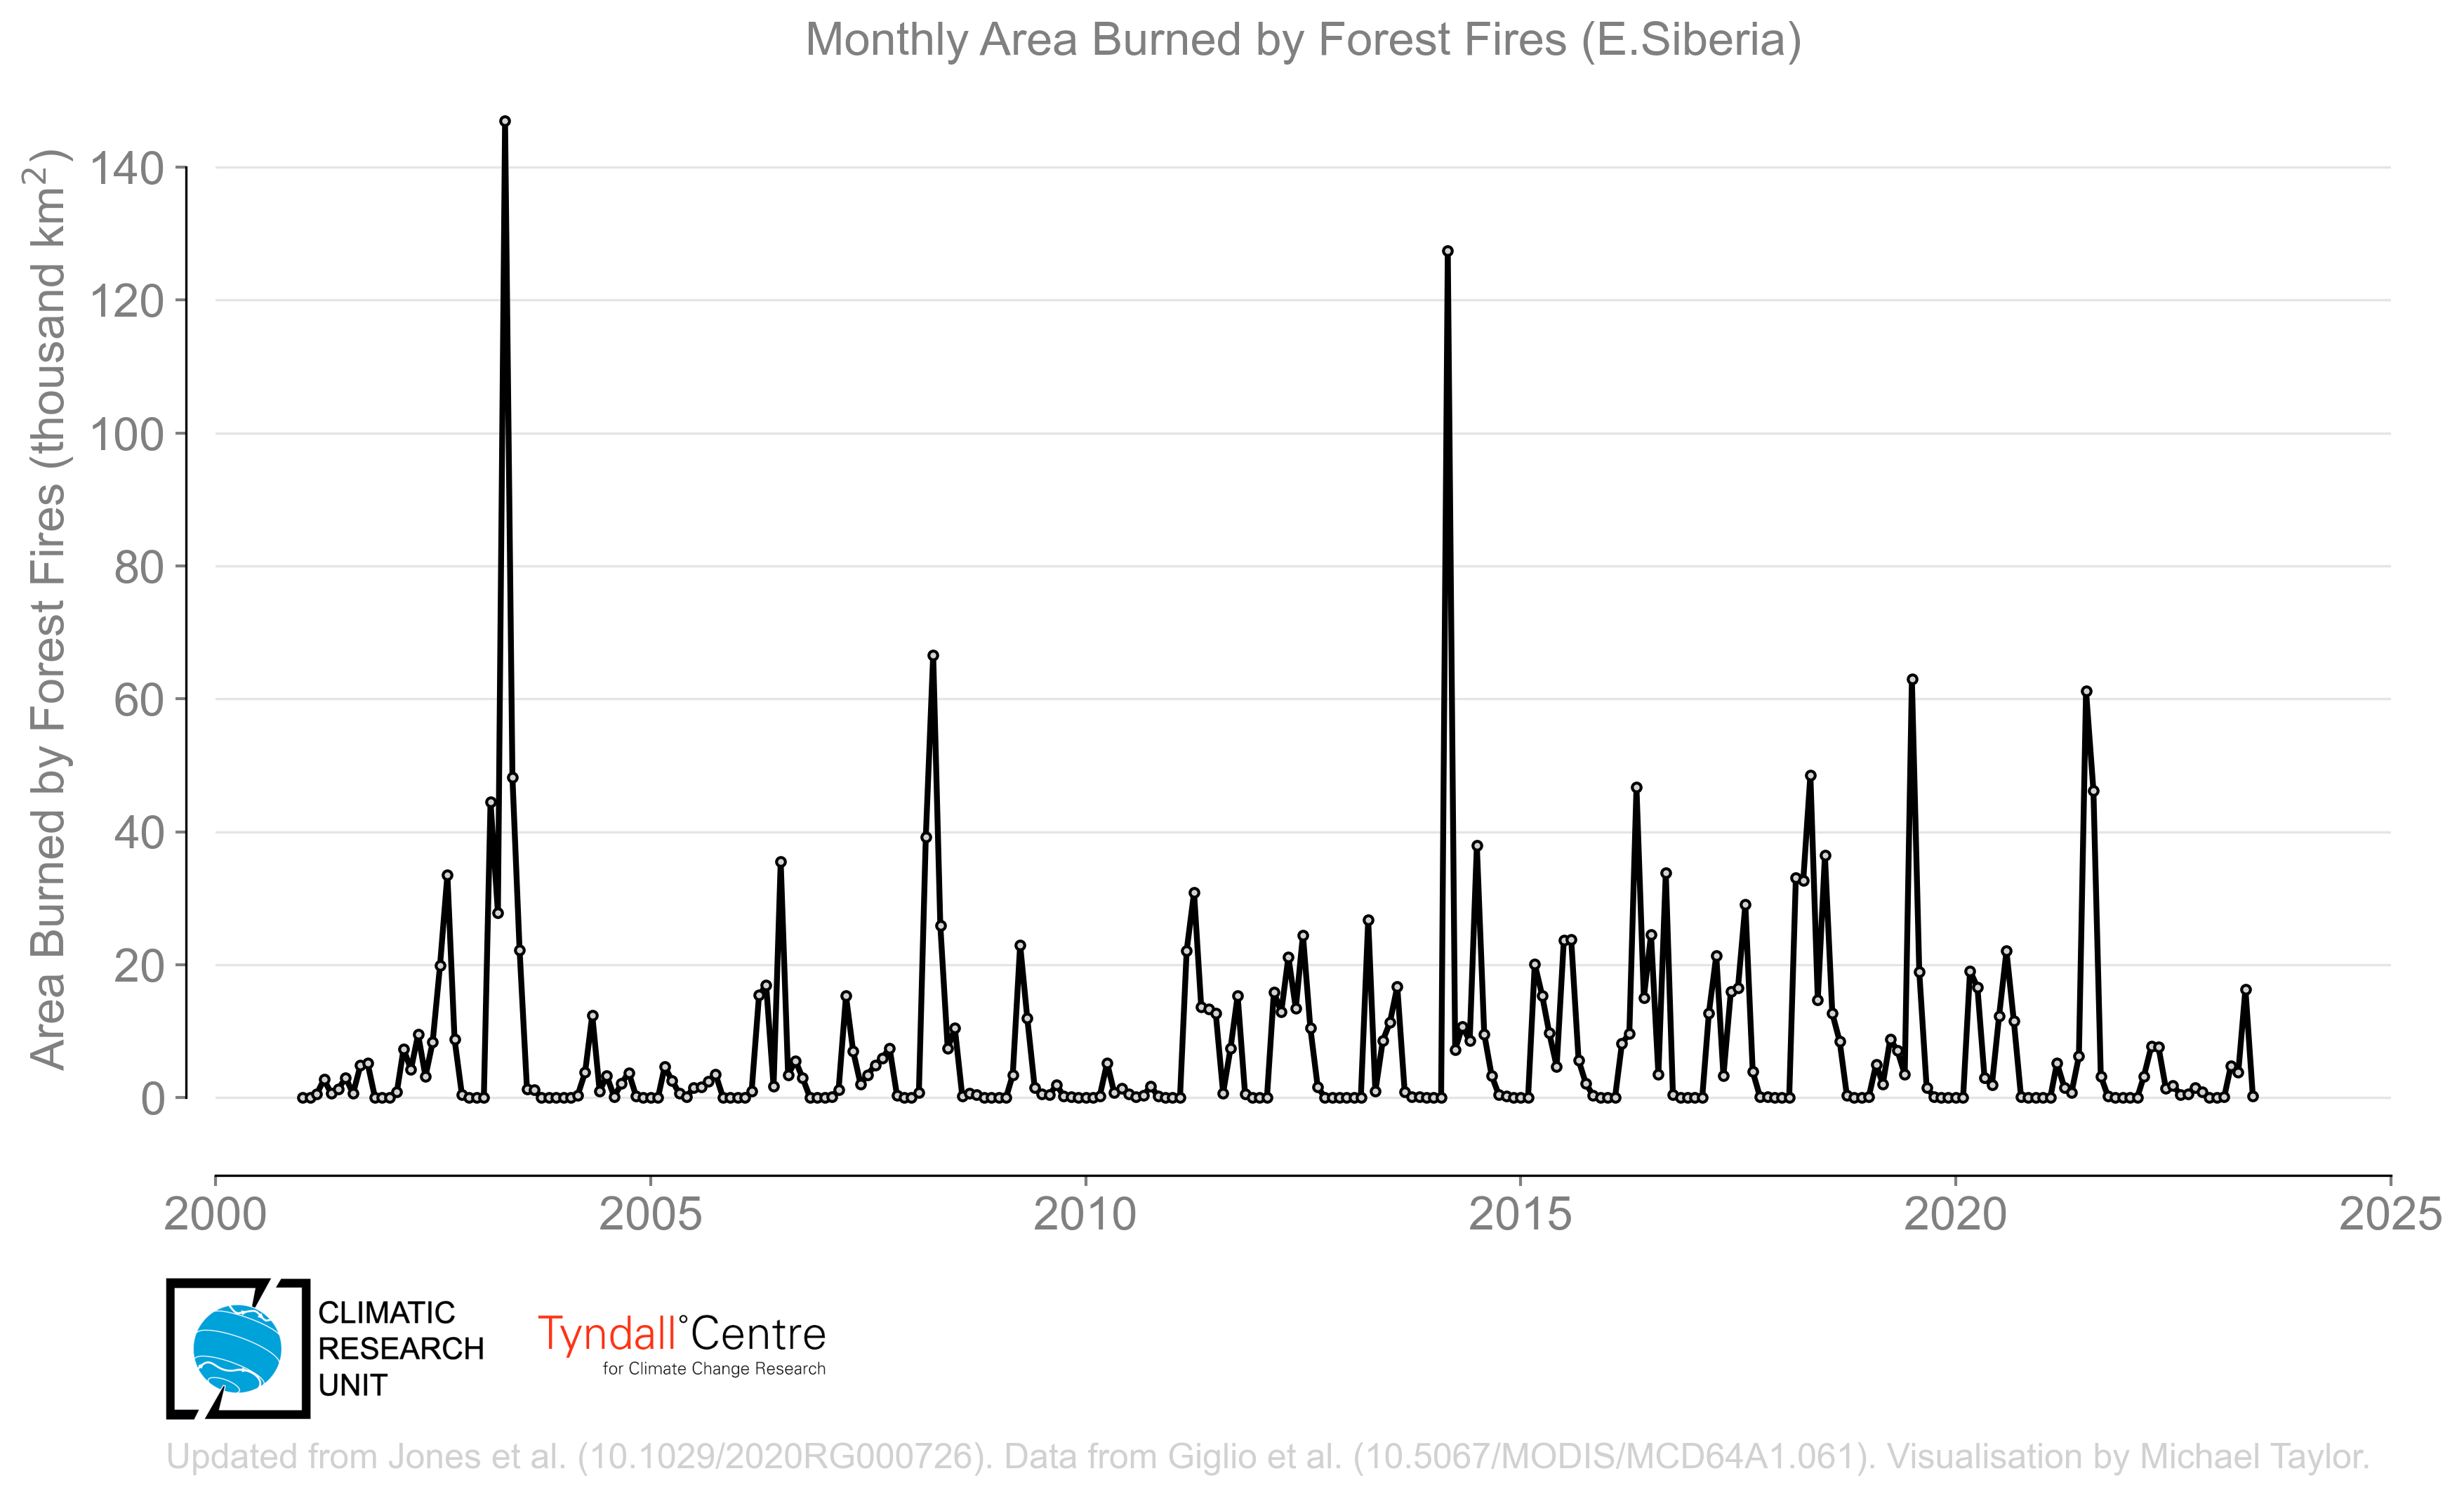 Monthly Area Burned by Forest Fires (E.Siberia)
Area Burned by Forest Fires (thousand km²)
140
120
100
80
60
40
20
0
2000 2005 2010 2015 2020 2025
CLIMATIC
RESEARCH
UNIT
Tyndall°Centre
for Climate Change Research
Updated from Jones et al. (10.1029/2020RG000726). Data from Giglio et al. (10.5067/MODIS/MCD64A1.061). Visualisation by Michael Taylor.